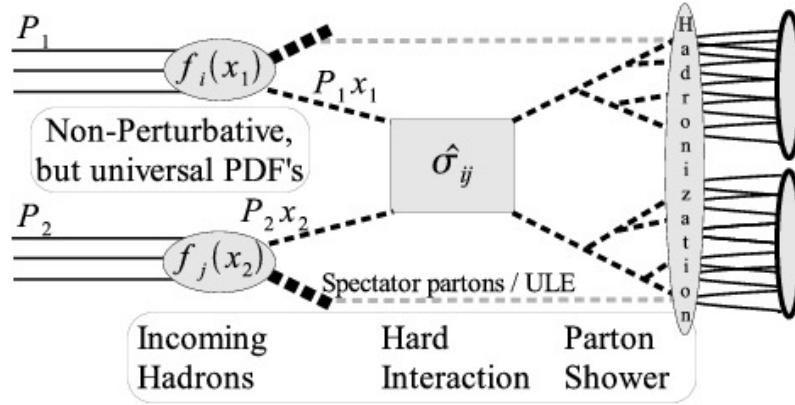 P₁
fᵢ(x₁)
P₁x₁
Non-Perturbative,
but universal PDF's
σ̂ᵢⱼ
Hadronization
P₂
P₂x₂
fⱼ(x₂)
Spectator partons / ULE
Incoming
Hadrons
Hard
Interaction
Parton
Shower